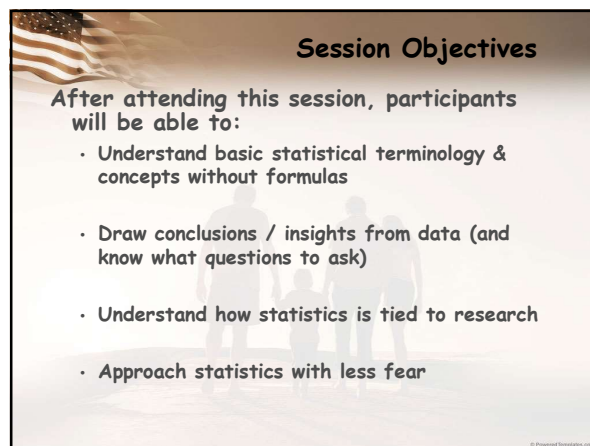 Session Objectives
After attending this session, participants
will be able to:
• Understand basic statistical terminology &
concepts without formulas
• Draw conclusions / insights from data (and
know what questions to ask)
• Understand how statistics is tied to research
• Approach statistics with less fear